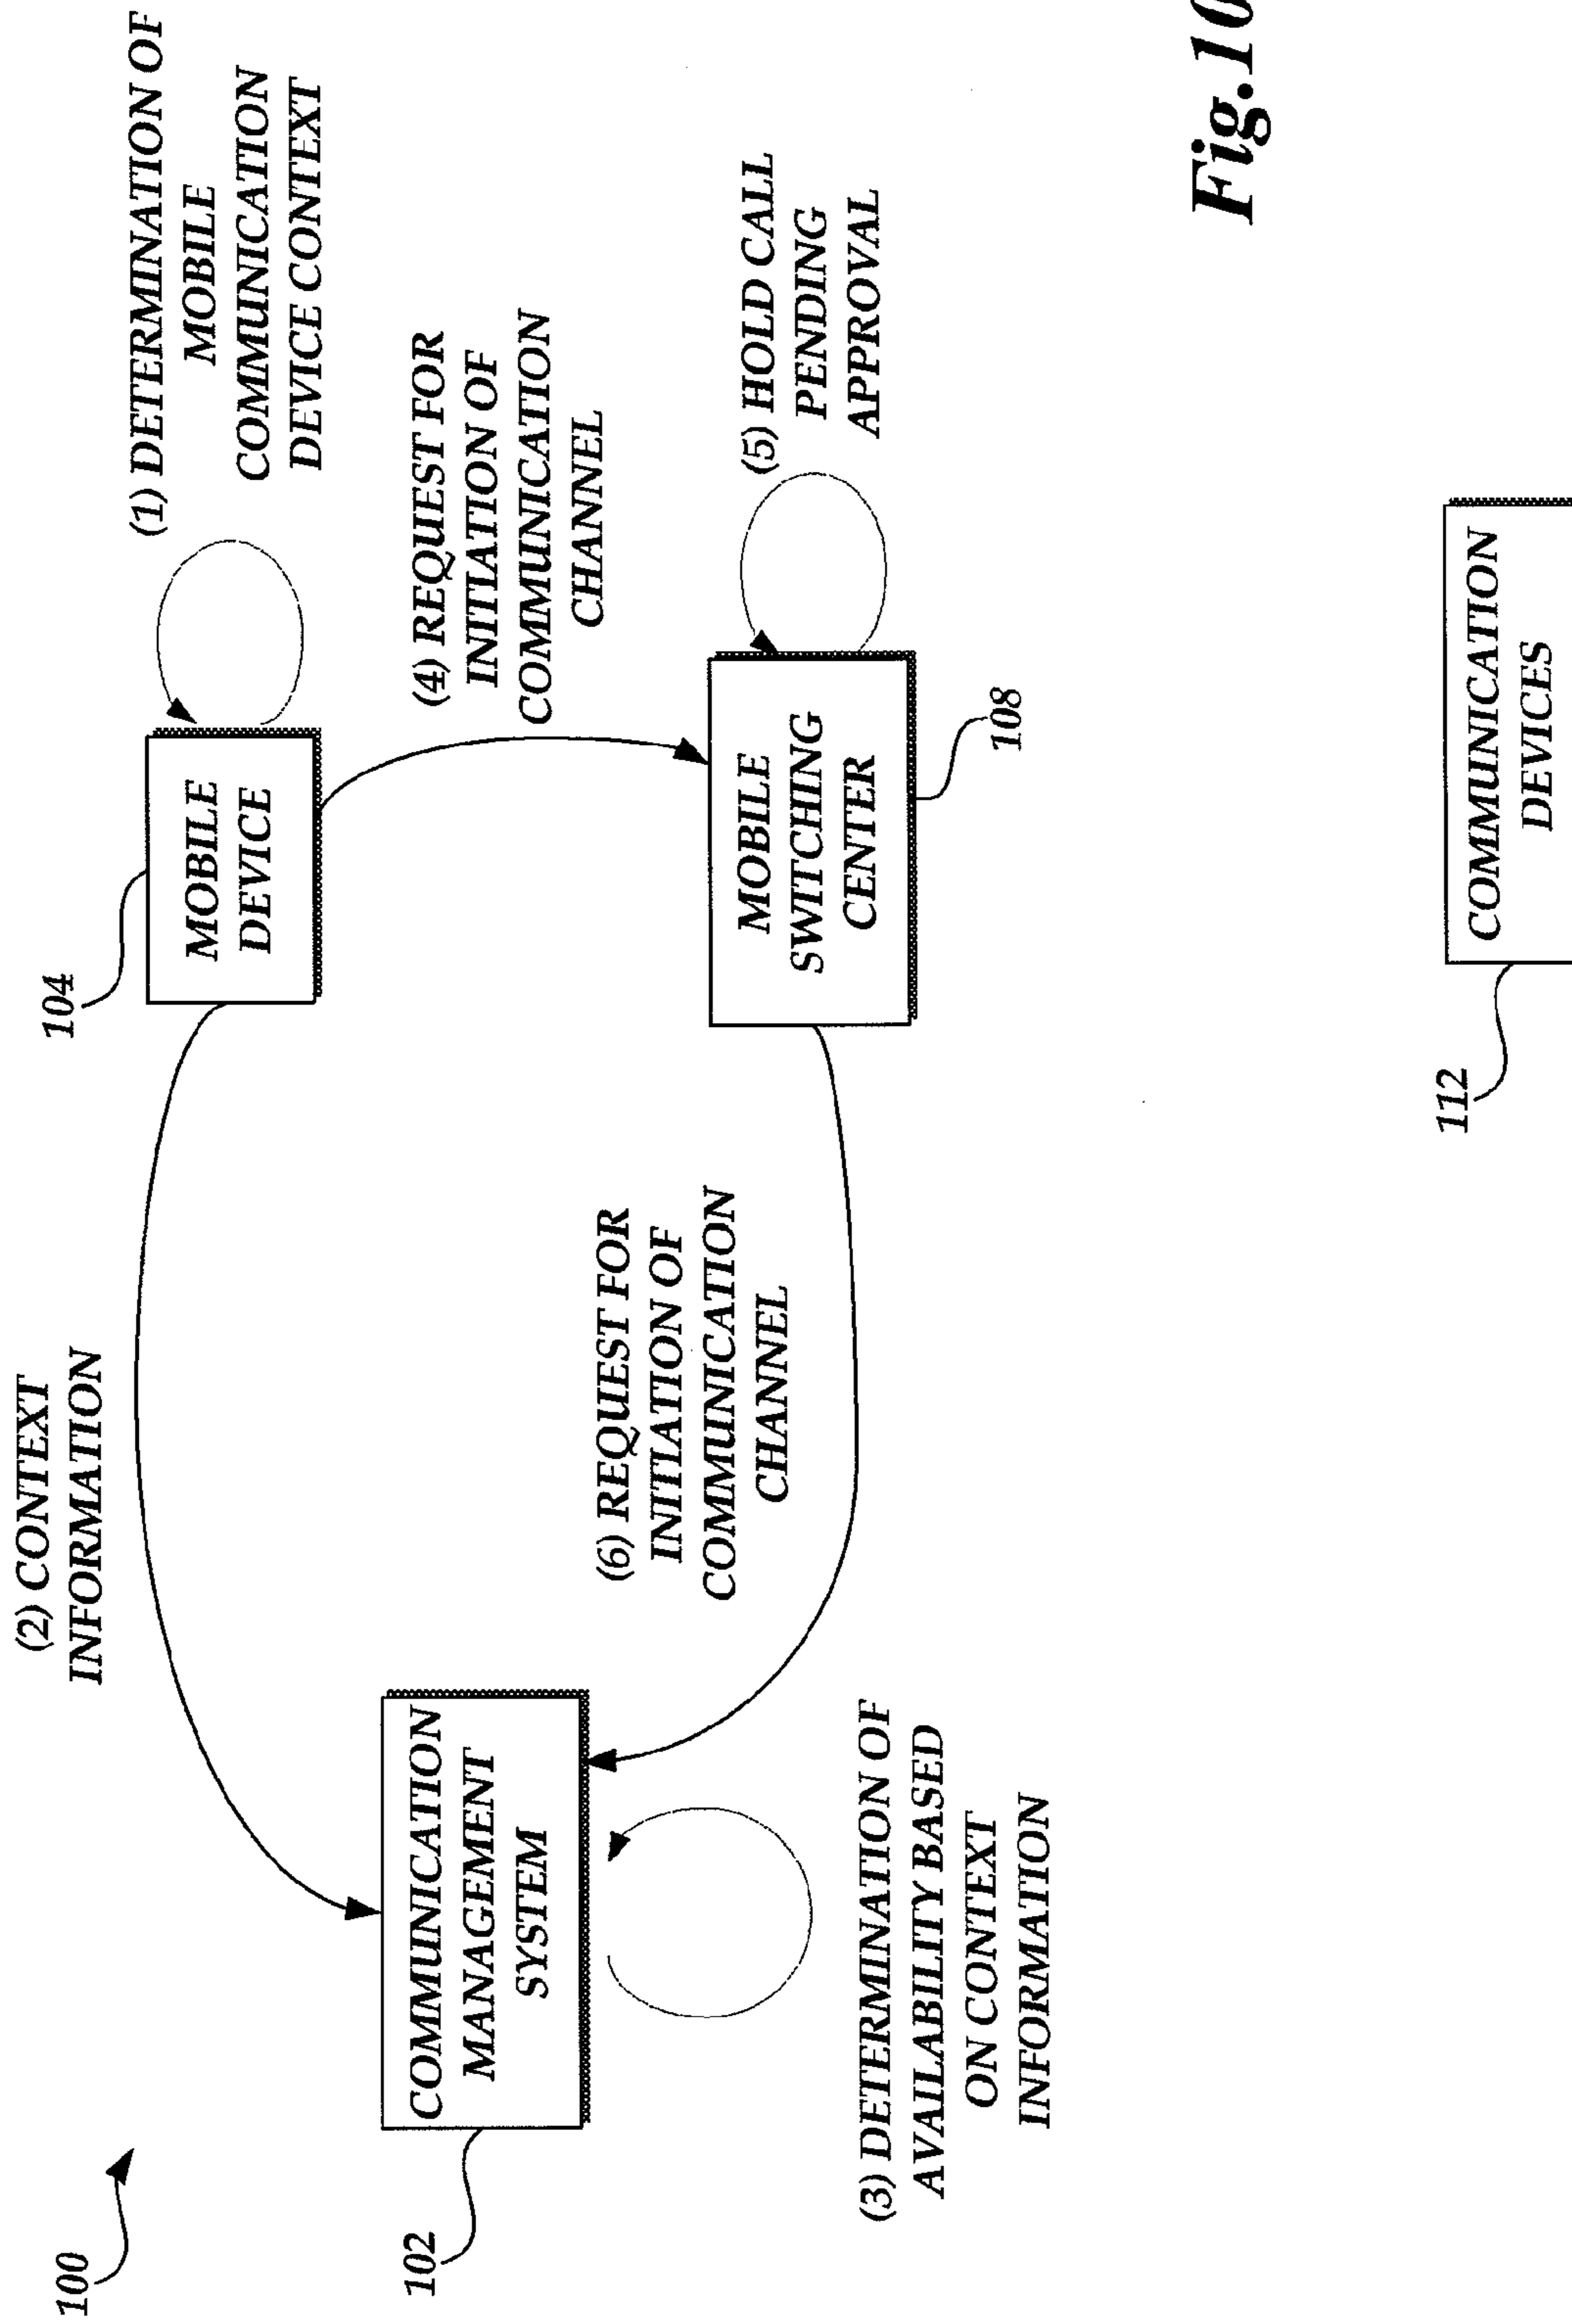 100
(2) CONTEXT
INFORMATION
104
MOBILE
DEVICE
(1) DETERMINATION OF
MOBILE
COMMUNICATION
DEVICE CONTEXT
102
COMMUNICATION
MANAGEMENT
SYSTEM
(4) REQUEST FOR
INITIATION OF
COMMUNICATION
CHANNEL
(6) REQUEST FOR
INITIATION OF
COMMUNICATION
CHANNEL
MOBILE
SWITCHING
CENTER
108
(5) HOLD CALL
PENDING
APPROVAL
(3) DETERMINATION OF
AVAILABILITY BASED
ON CONTEXT
INFORMATION
Fig.10
112
COMMUNICATION
DEVICES